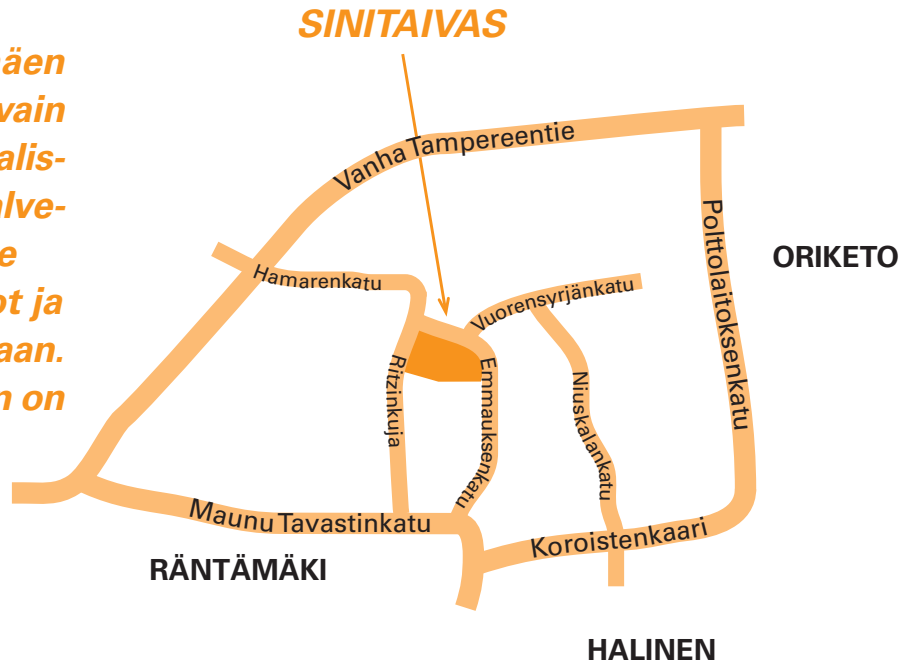 SINITAIVAS
vain
alis-
lve-
e
ot ja
aan.
n on
Vanha Tampereentie
Polttolaitoksenkatu
ORIKETO
Hamarenkatu
Vuorensyrjänkatu
Ritzinkuja
Emmauksenkatu
Niuskalankatu
Maunu Tavastinkatu
Koroistenkaari
RÄNTÄMÄKI
HALINEN